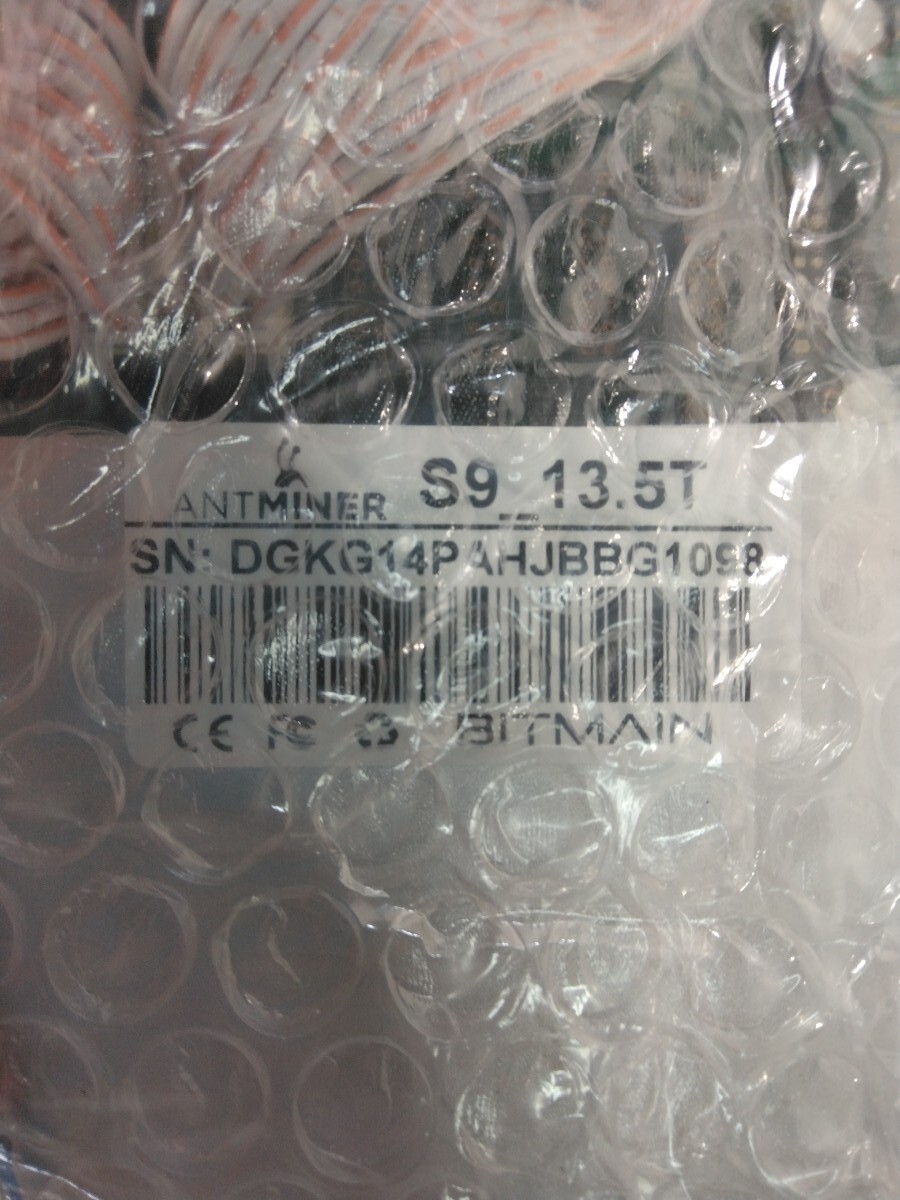 ANTMINER S9_13.5T
SN: DGKG14PAHJBBG1098
CE FC BITMAIN